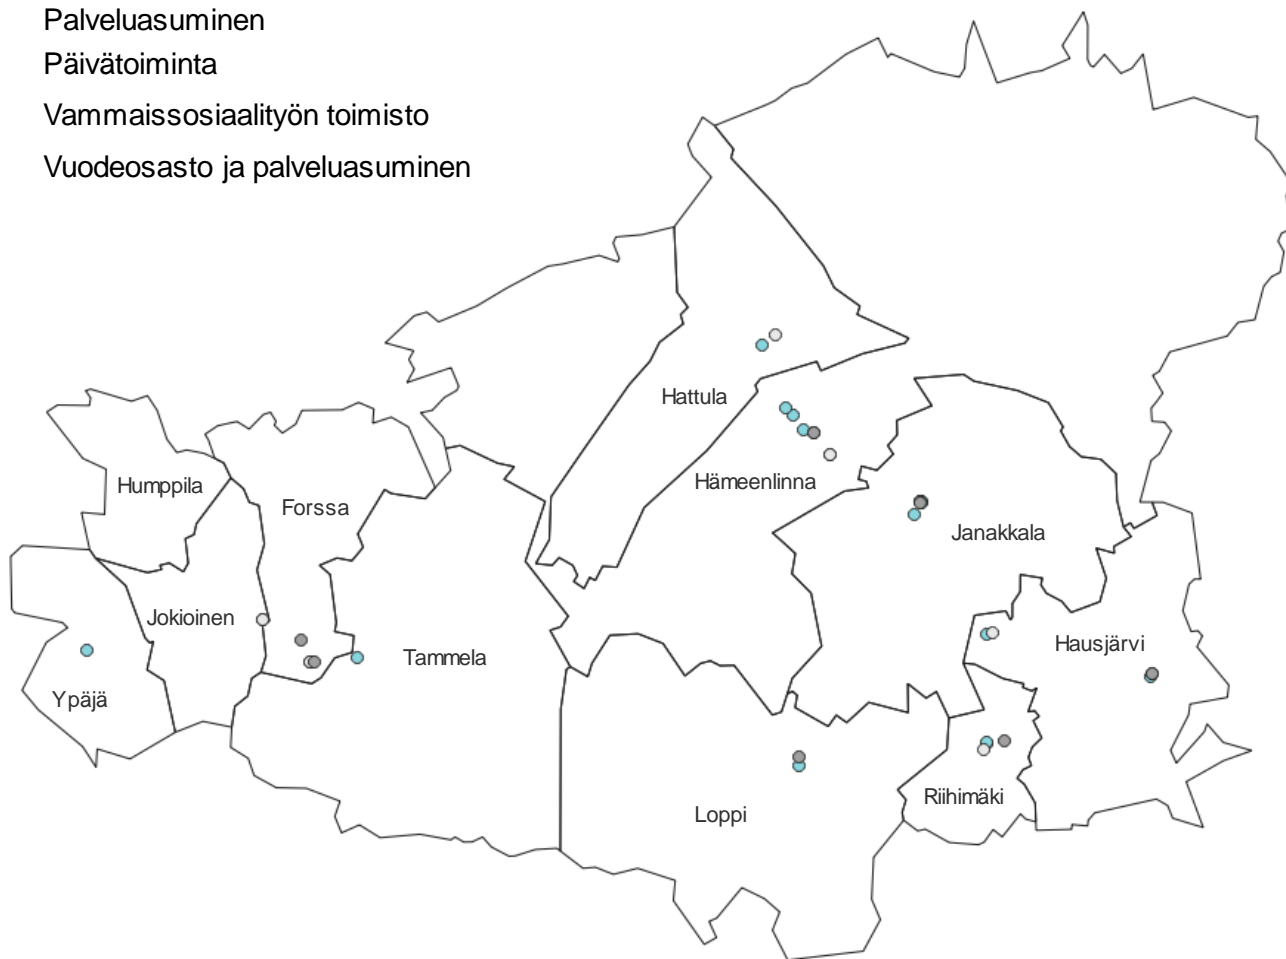 Palveluasuminen
Päivätoiminta
Vammaissosiaalityön toimisto
Vuodeosasto ja palveluasuminen
Hattula
Humppila
Forssa
Hämeenlinna
Janakkala
Jokioinen
Tammela
Hausjärvi
Ypäjä
Loppi
Riihimäki